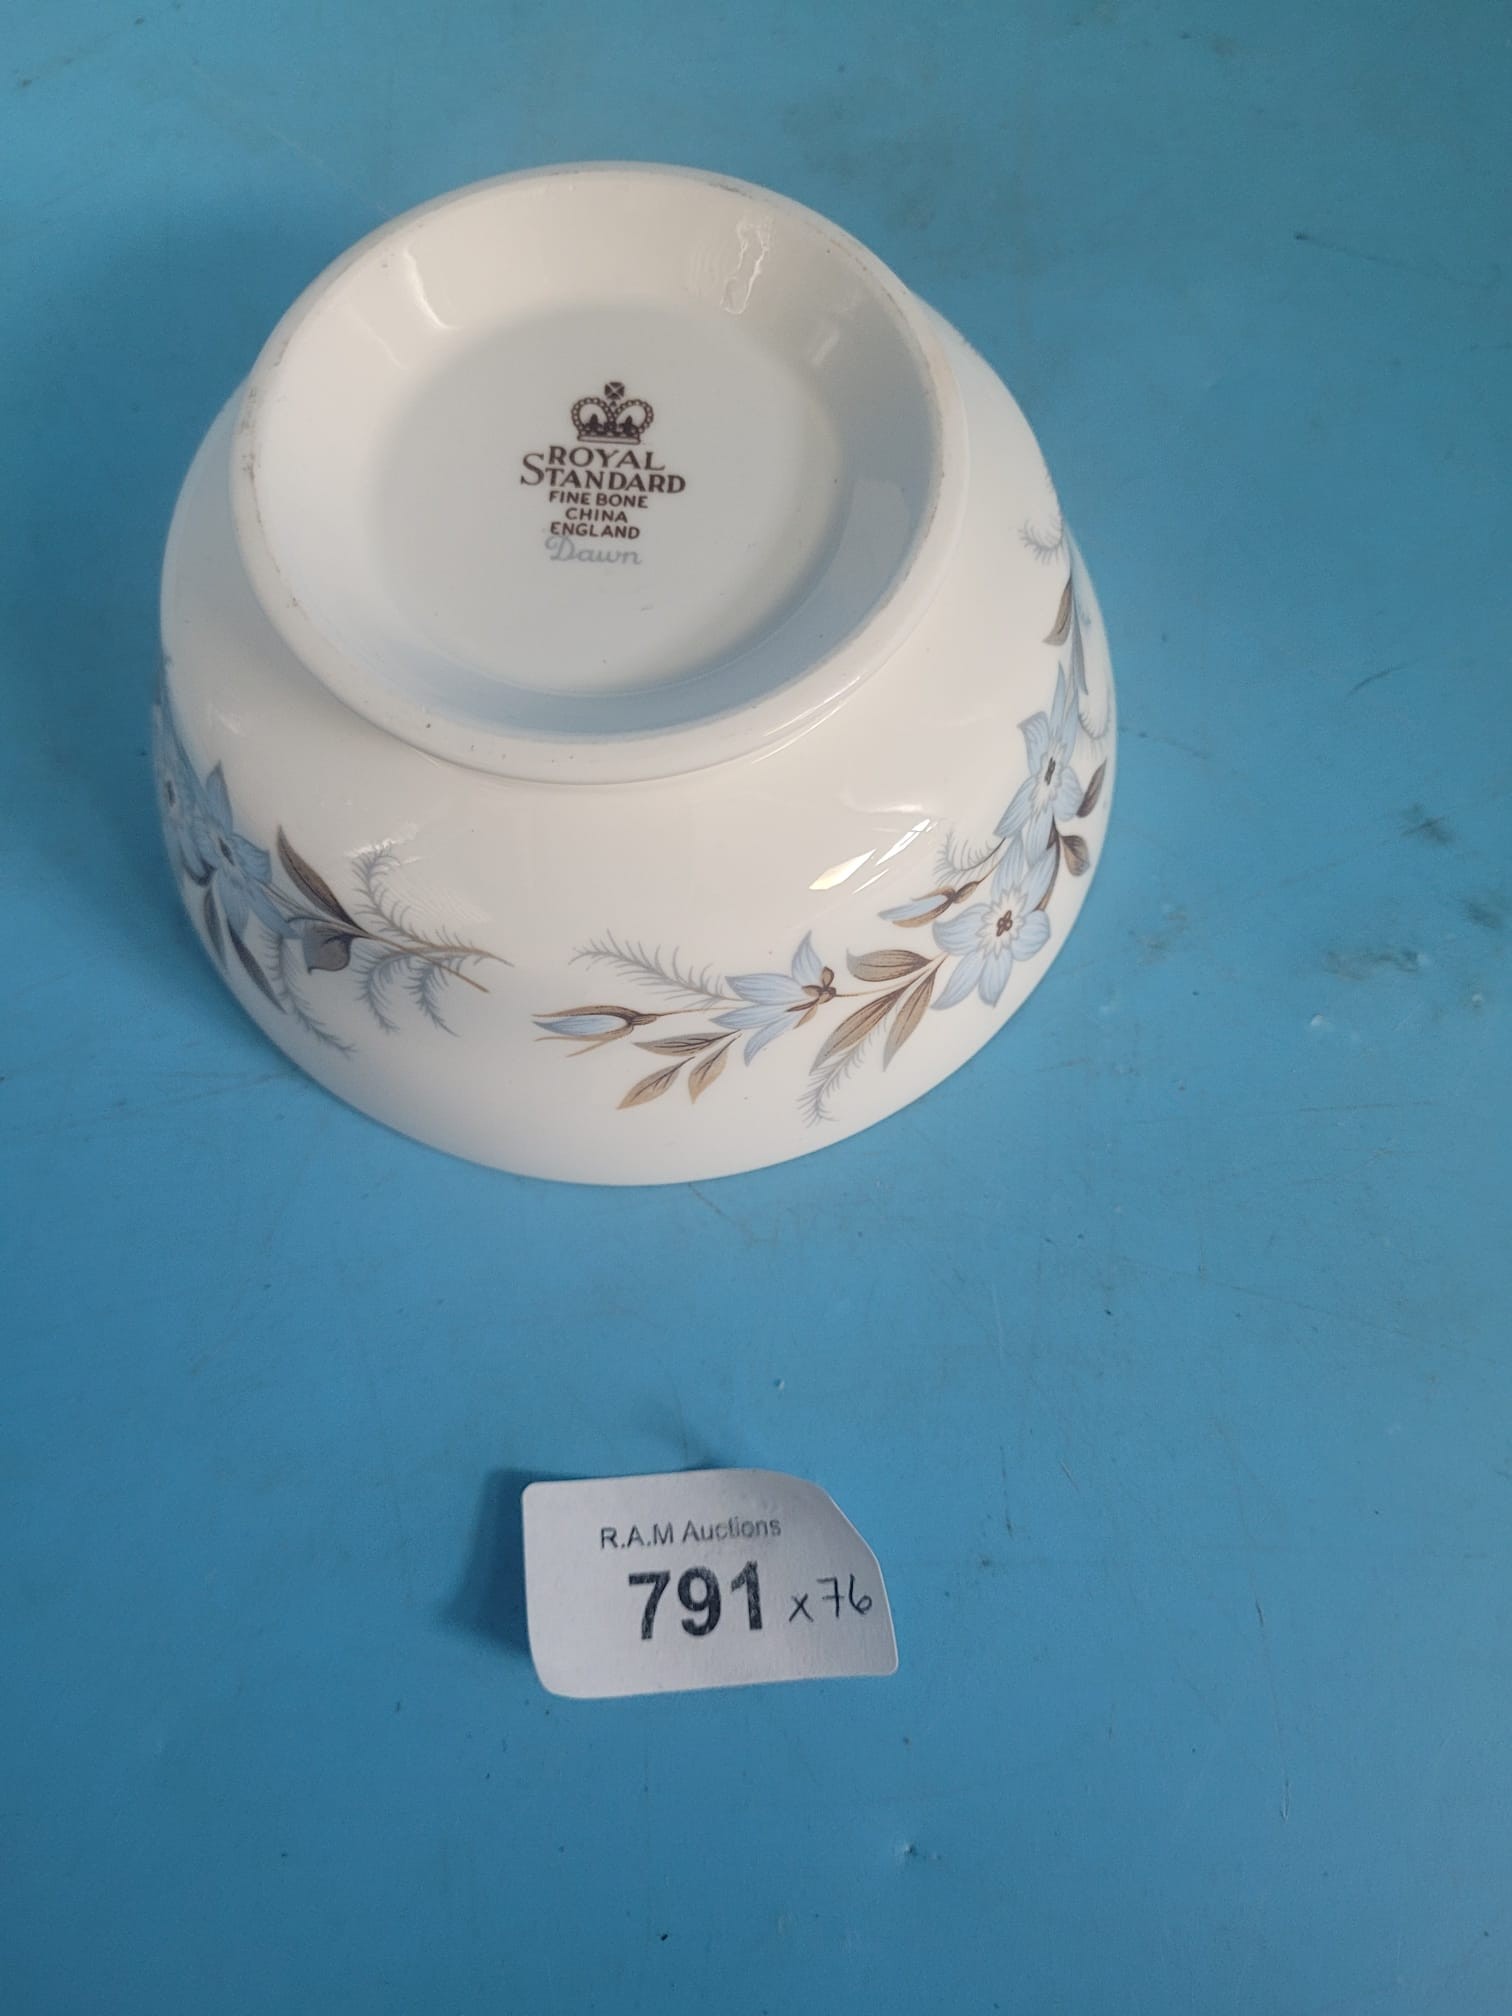 ROYAL
STANDARD
FINE BONE
CHINA
ENGLAND
Dawn
R.A.M Auctions
791 x76